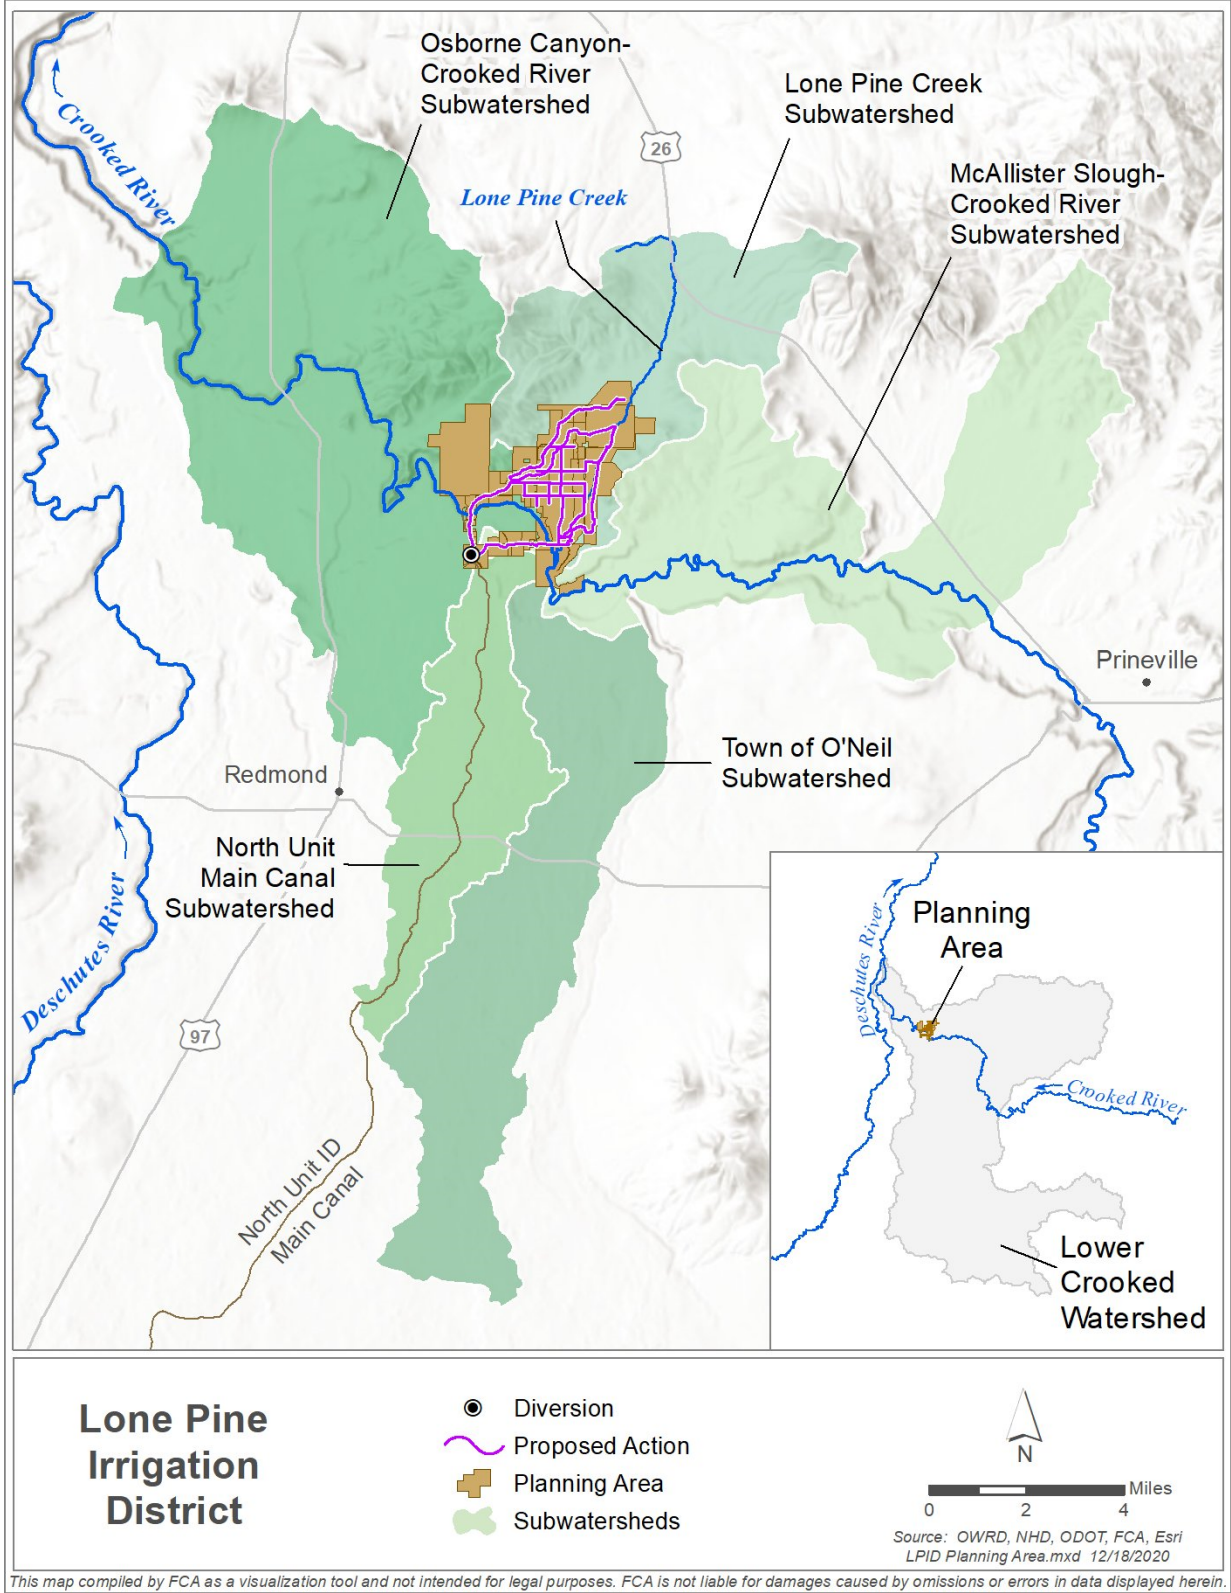 Osborne Canyon-
Crooked River
Subwatershed
Lone Pine Creek
Subwatershed
26
McAllister Slough-
Crooked River
Subwatershed
Crooked River
Lone Pine Creek
Prineville
Town of O'Neil
Subwatershed
Redmond
North Unit
Main Canal
Subwatershed
Deschutes River
97
North Unit ID
Main Canal
Planning
Area
Deschutes River
Crooked River
Lower
Crooked
Watershed
Lone Pine
Irrigation
District
Diversion
Proposed Action
Planning Area
Subwatersheds
N
Miles
0 2 4
Source: OWRD, NHD, ODOT, FCA, Esri
LPID Planning Area.mxd 12/18/2020
This map compiled by FCA as a visualization tool and not intended for legal purposes. FCA is not liable for damages caused by omissions or errors in data displayed herein